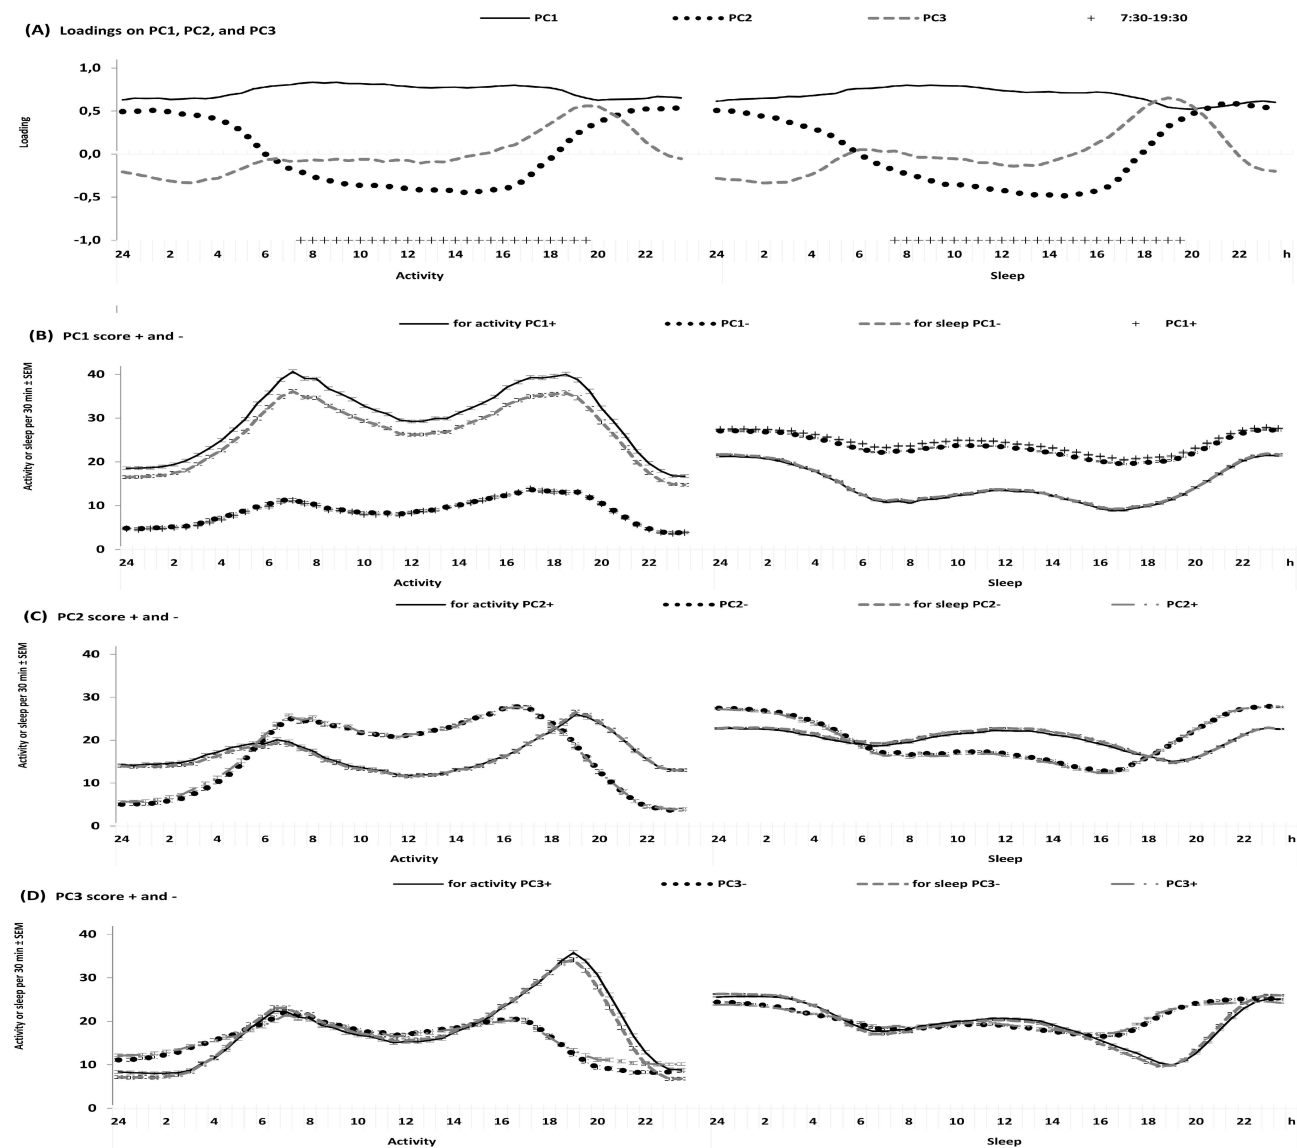 (A) Loadings on PC1, PC2, and PC3
PC1 PC2 PC3 + 7:30-19:30
Loading
1,0
0,5
0,0
-0,5
-1,0
24 2 4 6 8 10 12 14 16 18 20 22 24 2 4 6 8 10 12 14 16 18 20 22 h
Activity Sleep
(B) PC1 score + and -
for activity PC1+ PC1- for sleep PC1- + PC1+
Activity or sleep per 30 min ± SEM
40
30
20
10
0
24 2 4 6 8 10 12 14 16 18 20 22 24 2 4 6 8 10 12 14 16 18 20 22 h
Activity Sleep
(C) PC2 score + and -
for activity PC2+ PC2- for sleep PC2- PC2+
Activity or sleep per 30 min ± SEM
40
30
20
10
0
24 2 4 6 8 10 12 14 16 18 20 22 24 2 4 6 8 10 12 14 16 18 20 22 h
Activity Sleep
(D) PC3 score + and -
for activity PC3+ PC3- for sleep PC3- PC3+
Activity or sleep per 30 min ± SEM
40
30
20
10
0
24 2 4 6 8 10 12 14 16 18 20 22 24 2 4 6 8 10 12 14 16 18 20 22 h
Activity Sleep